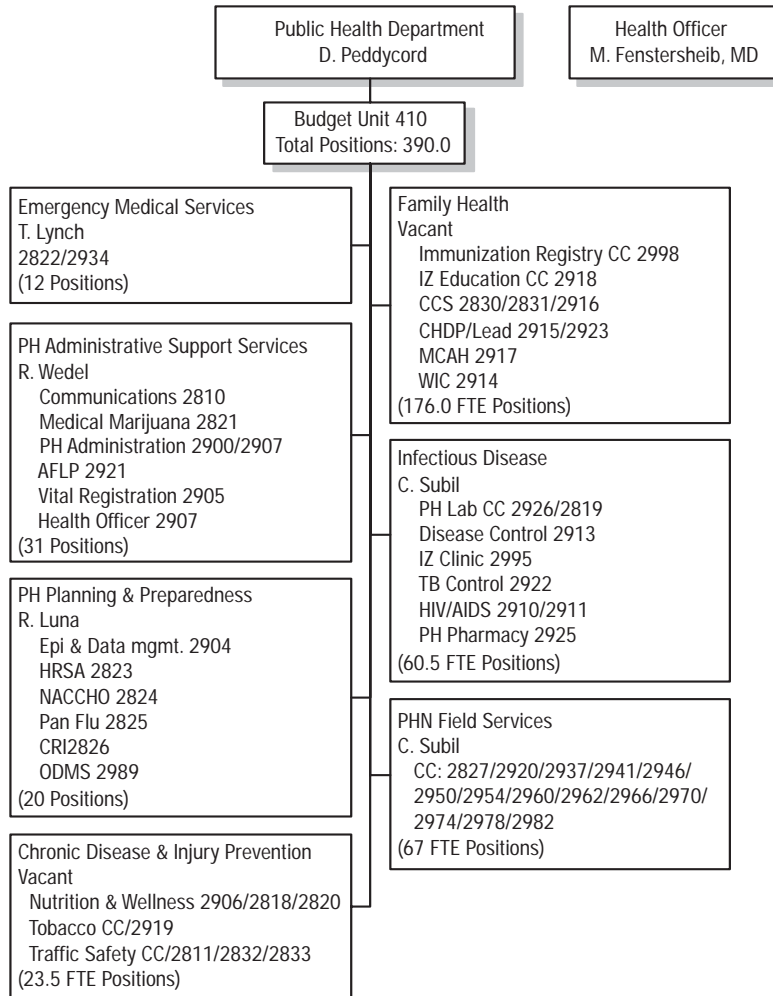 Public Health Department
D. Peddycord
Health Officer
M. Fenstersheib, MD
Budget Unit 410
Total Positions: 390.0
Emergency Medical Services
T. Lynch
2822/2934
(12 Positions)
PH Administrative Support Services
R. Wedel
Communications 2810
Medical Marijuana 2821
PH Administration 2900/2907
AFLP 2921
Vital Registration 2905
Health Officer 2907
(31 Positions)
PH Planning & Preparedness
R. Luna
Epi & Data mgmt. 2904
HRSA 2823
NACCHO 2824
Pan Flu 2825
CRI2826
ODMS 2989
(20 Positions)
Chronic Disease & Injury Prevention
Vacant
Nutrition & Wellness 2906/2818/2820
Tobacco CC/2919
Traffic Safety CC/2811/2832/2833
(23.5 FTE Positions)
Family Health
Vacant
Immunization Registry CC 2998
IZ Education CC 2918
CCS 2830/2831/2916
CHDP/Lead 2915/2923
MCAH 2917
WIC 2914
(176.0 FTE Positions)
Infectious Disease
C. Subil
PH Lab CC 2926/2819
Disease Control 2913
IZ Clinic 2995
TB Control 2922
HIV/AIDS 2910/2911
PH Pharmacy 2925
(60.5 FTE Positions)
PHN Field Services
C. Subil
CC: 2827/2920/2937/2941/2946/
2950/2954/2960/2962/2966/2970/
2974/2978/2982
(67 FTE Positions)